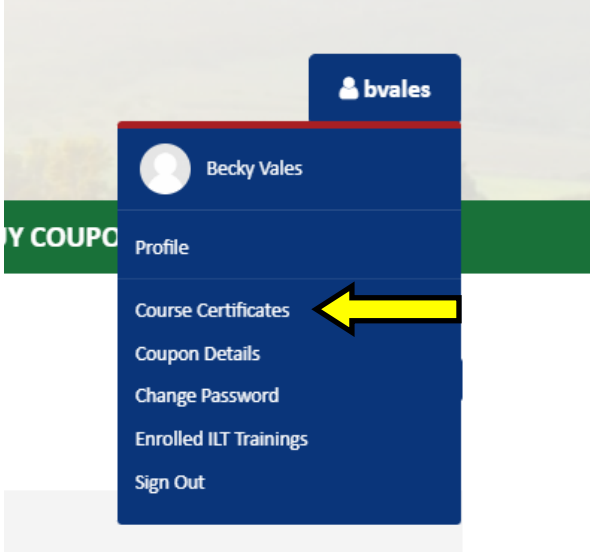 bvales
Becky Vales
Y COUPO
Profile
Course Certificates
Coupon Details
Change Password
Enrolled ILT Trainings
Sign Out